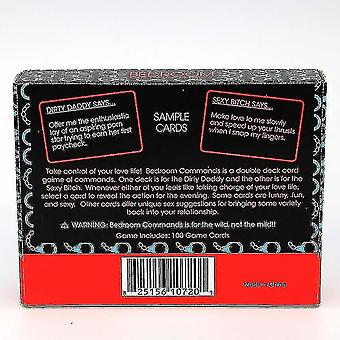 BEDROOM
DIRTY DADDY SAYS...
Offer me the enthusiastic
lay of an aspiring porn
star trying to earn her first
paycheck.
SAMPLE
CARDS
SEXY BITCH SAYS...
Make love to me slowly
and speed up your thrusts
when I snap my fingers.
Take control of your love life! Bedroom Commands is a double deck card
game of commands. One deck is for the Dirty Daddy and the other is for the
Sexy Bitch. Whenever either of you feels like taking charge of your love life,
select a card to reveal the action for the evening. Some cards are funny, fun,
and sexy. Other cards offer unique sex suggestions for bringing some variety
back into your relationship.
WARNING: Bedroom Commands is for the wild, not the mild!!
Game Includes: 108 Game Cards
25156 10720 1